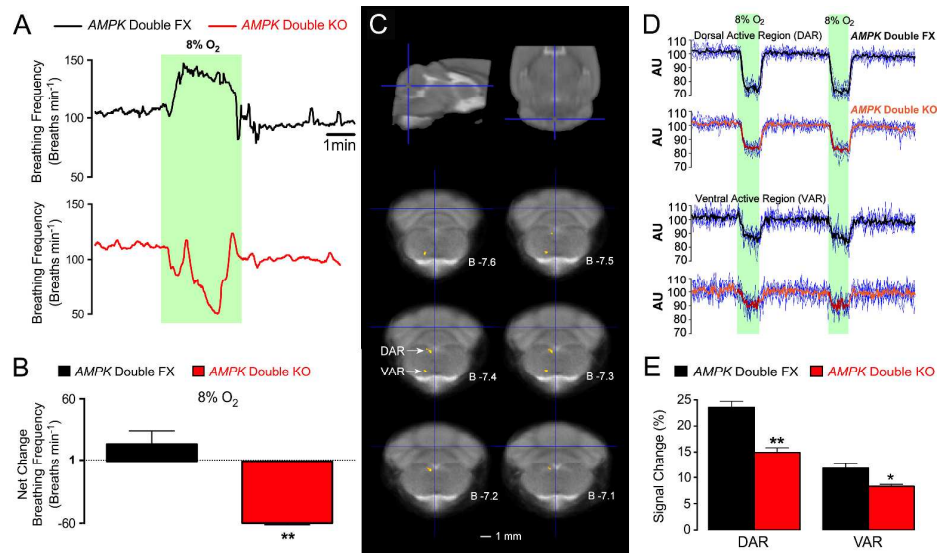 A
AMPK Double FX
AMPK Double KO
8% O2
Breathing Frequency
(Breaths min-1)
150
100
50
1min
Breathing Frequency
(Breaths min-1)
150
100
50
B
AMPK Double FX
AMPK Double KO
8% O2
Net Change
Breathing Frequency
(Breaths min-1)
60
1
-60
**
C
B -7.6
B -7.5
DAR
VAR
B -7.4
B -7.3
B -7.2
B -7.1
1 mm
D
8% O2
8% O2
Dorsal Active Region (DAR)
AMPK Double FX
AU
110
100
90
80
70
AMPK Double KO
AU
110
100
90
80
70
Ventral Active Region (VAR)
AU
110
100
90
80
70
AU
110
100
90
80
70
E
AMPK Double FX
AMPK Double KO
Signal Change (%)
25
20
15
10
5
0
**
*
DAR
VAR